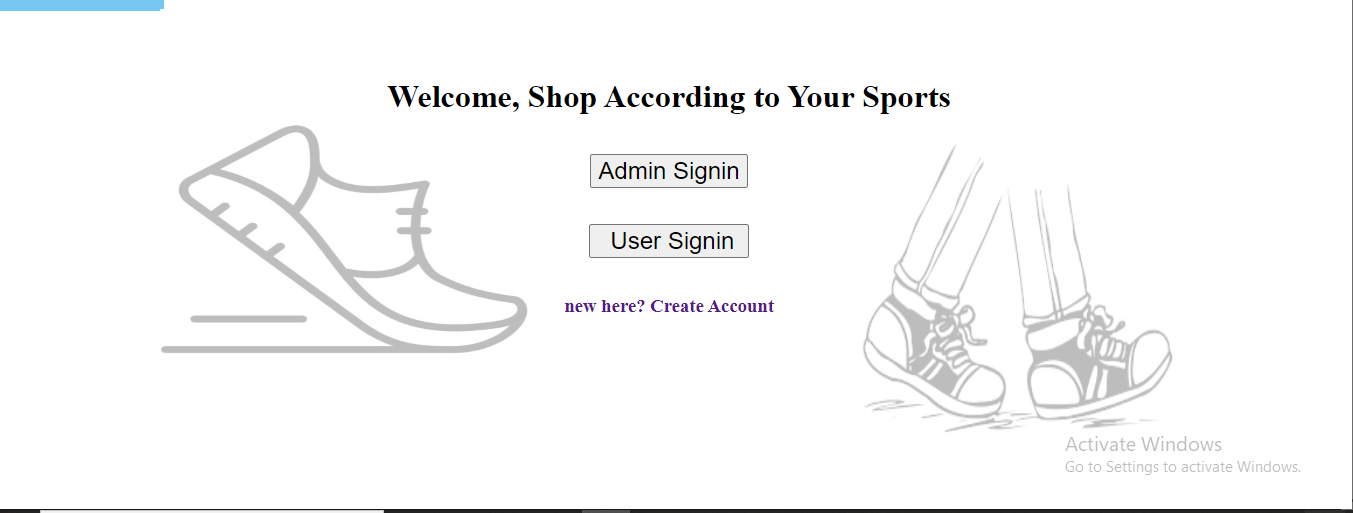 Welcome, Shop According to Your Sports
Admin Signin
User Signin
new here? Create Account
Activate Windows
Go to Settings to activate Windows.